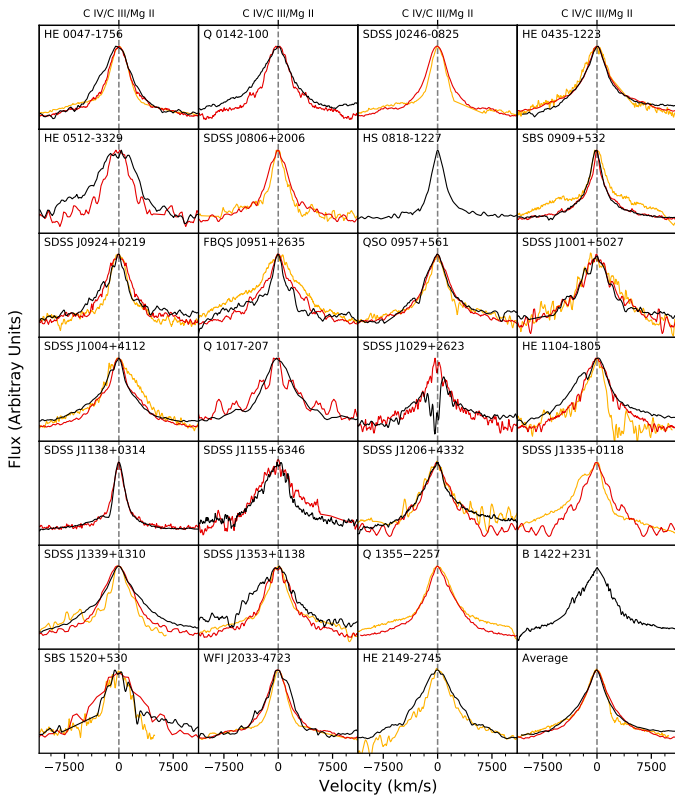 C IV/C III/Mg II C IV/C III/Mg II C IV/C III/Mg II C IV/C III/Mg II
HE 0047-1756 Q 0142-100 SDSS J0246-0825 HE 0435-1223
HE 0512-3329 SDSS J0806+2006 HS 0818-1227 SBS 0909+532
SDSS J0924+0219 FBQS J0951+2635 QSO 0957+561 SDSS J1001+5027
SDSS J1004+4112 Q 1017-207 SDSS J1029+2623 HE 1104-1805
SDSS J1138+0314 SDSS J1155+6346 SDSS J1206+4332 SDSS J1335+0118
SDSS J1339+1310 SDSS J1353+1138 Q 1355−2257 B 1422+231
SBS 1520+530 WFI J2033-4723 HE 2149-2745 Average
−7500 0 7500 −7500 0 7500 −7500 0 7500 −7500 0 7500
Velocity (km/s)
Flux (Arbitray Units)